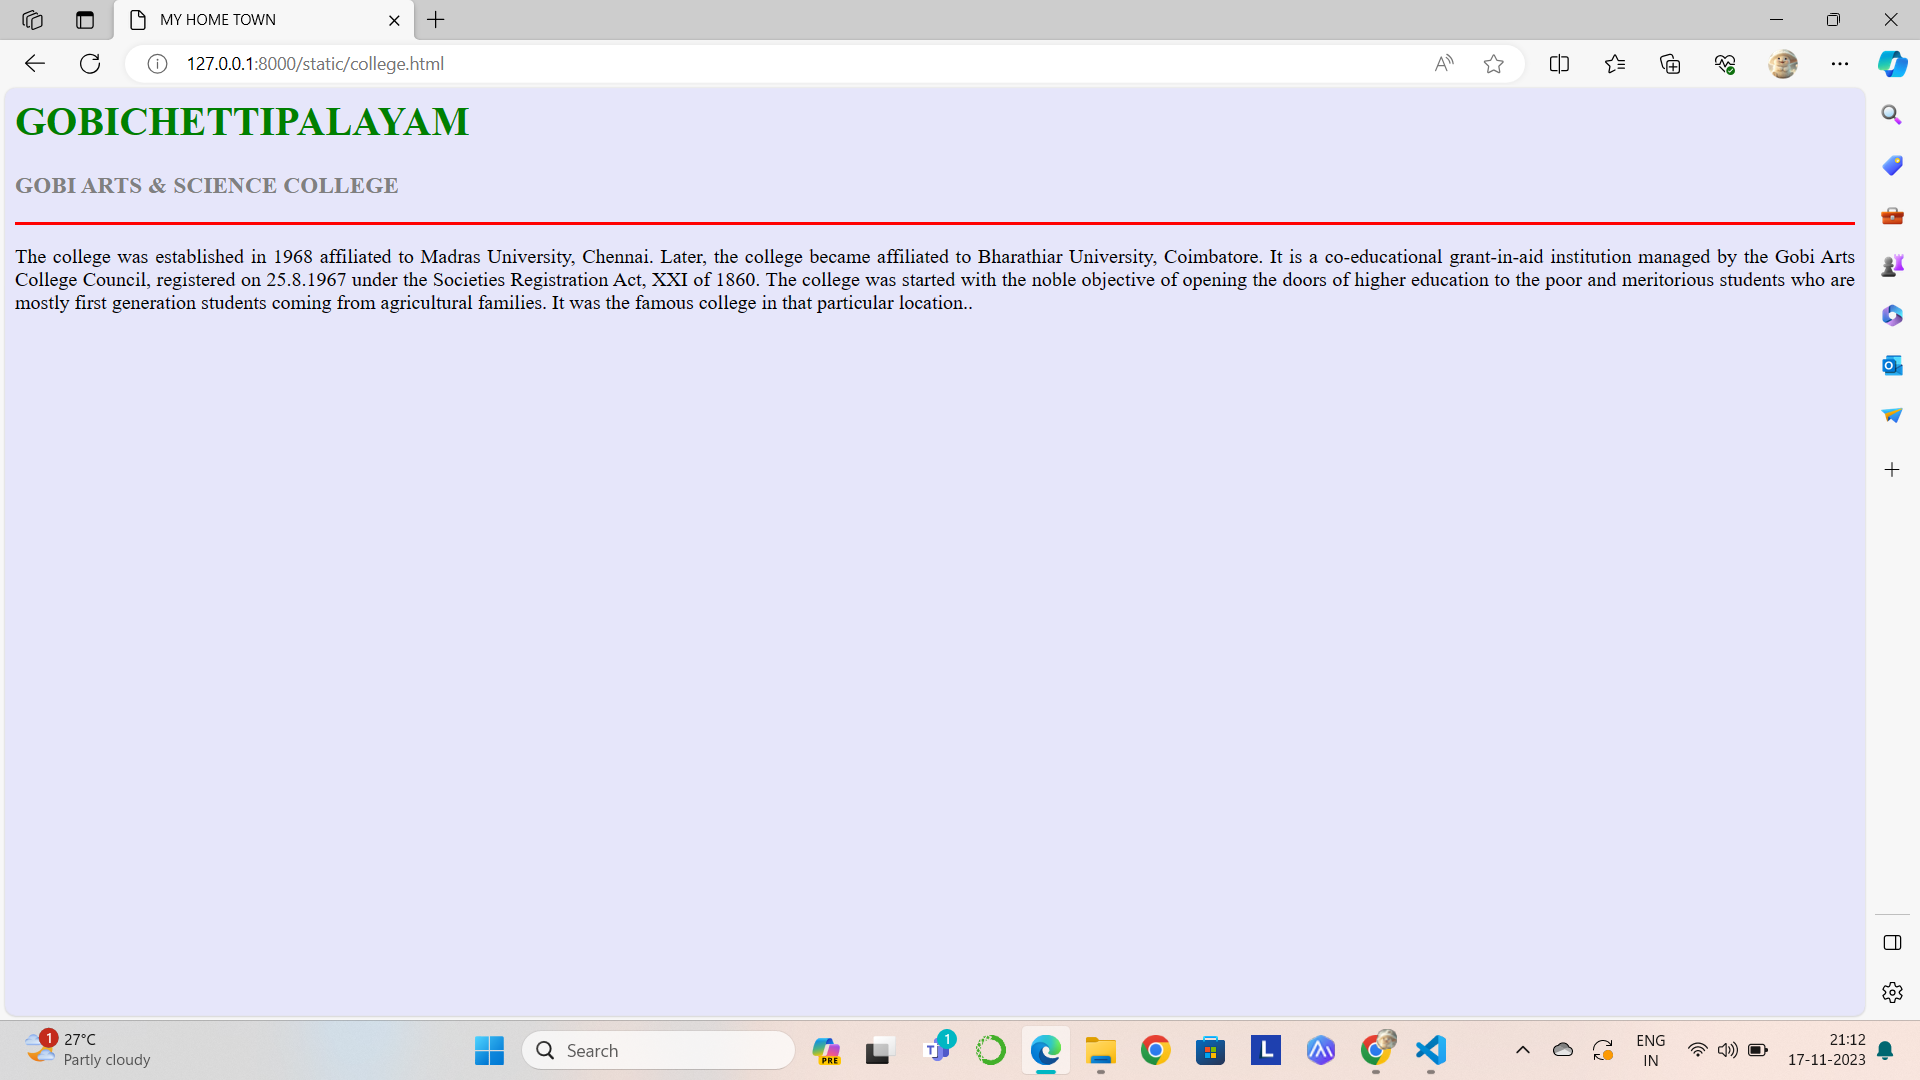 MY HOME TOWN
127.0.0.1:8000/static/college.html
GOBICHETTIPALAYAM
GOBI ARTS & SCIENCE COLLEGE
The college was established in 1968 affiliated to Madras University, Chennai. Later, the college became affiliated to Bharathiar University, Coimbatore. It is a co-educational grant-in-aid institution managed by the Gobi Arts
College Council, registered on 25.8.1967 under the Societies Registration Act, XXI of 1860. The college was started with the noble objective of opening the doors of higher education to the poor and meritorious students who are
mostly first generation students coming from agricultural families. It was the famous college in that particular location..
1
27°C
Partly cloudy
Search
PRE
1
L
ENG
IN
21:12
17-11-2023